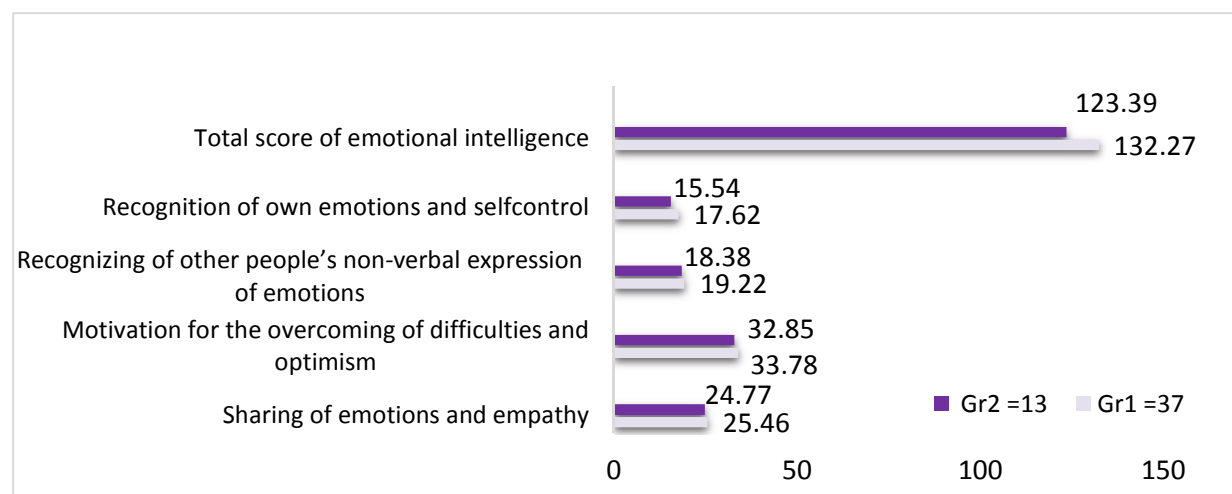 Total score of emotional intelligence
123.39
132.27
Recognition of own emotions and selfcontrol
15.54
17.62
Recognizing of other people’s non-verbal expression
of emotions
18.38
19.22
Motivation for the overcoming of difficulties and
optimism
32.85
33.78
Sharing of emotions and empathy
24.77
25.46
Gr2 =13 Gr1 =37
0 50 100 150